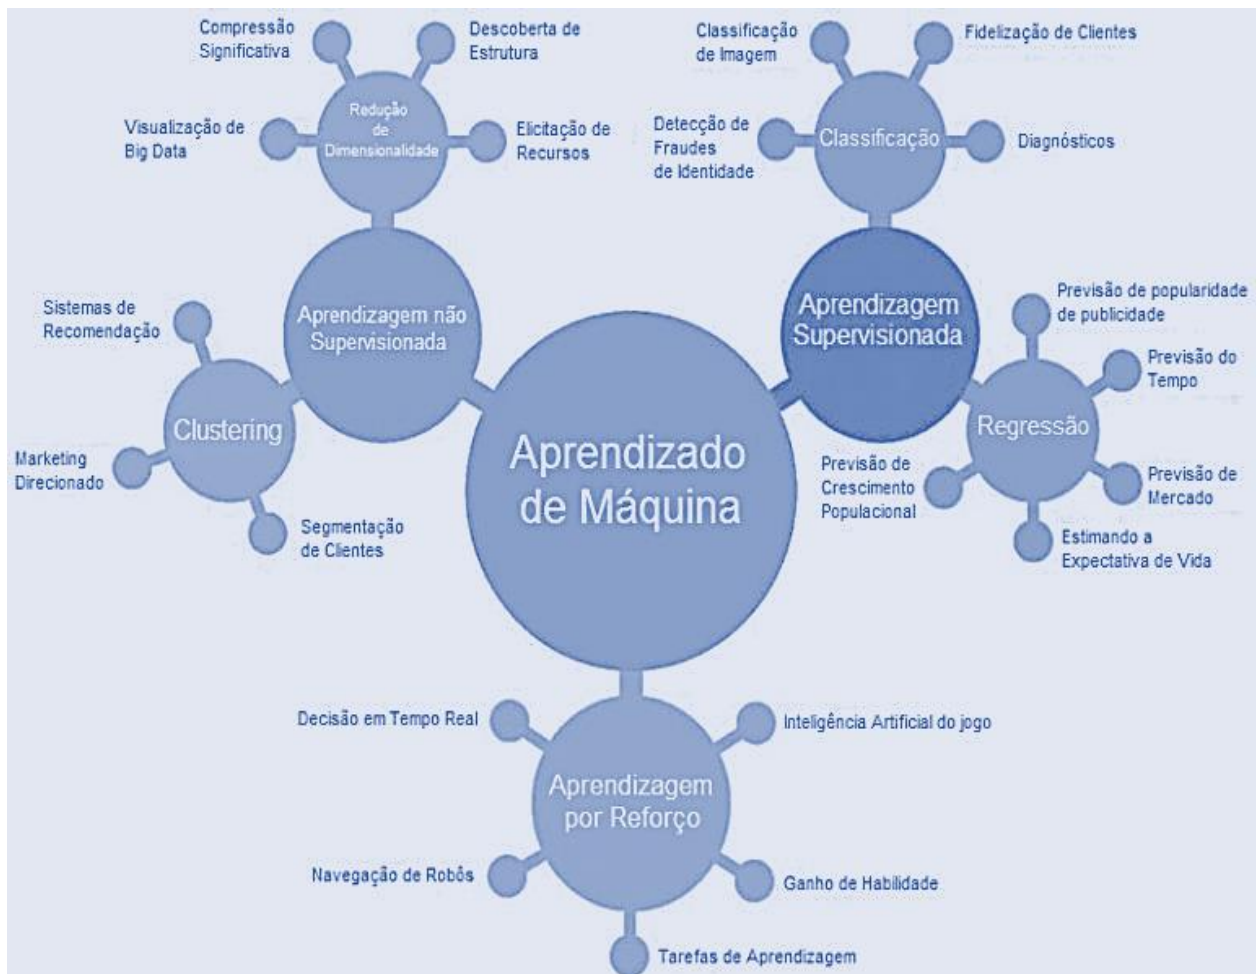 Compressão
Significativa
Descoberta de
Estrutura
Visualização de
Big Data
Redução
de
Dimensionalidade
Elicitação de
Recursos
Classificação
de Imagem
Fidelização de Clientes
Detecção de
Fraudes
de Identidade
Classificação
Diagnósticos
Sistemas de
Recomendação
Aprendizagem não
Supervisionada
Clustering
Marketing
Direcionado
Segmentação
de Clientes
Aprendizagem
Supervisionada
Previsão de popularidade
de publicidade
Previsão do
Tempo
Regressão
Previsão de
Crescimento
Populacional
Previsão de
Mercado
Estimando a
Expectativa de Vida
Aprendizado
de Máquina
Decisão em Tempo Real
Inteligência Artificial do jogo
Aprendizagem
por Reforço
Navegação de Robôs
Ganho de Habilidade
Tarefas de Aprendizagem